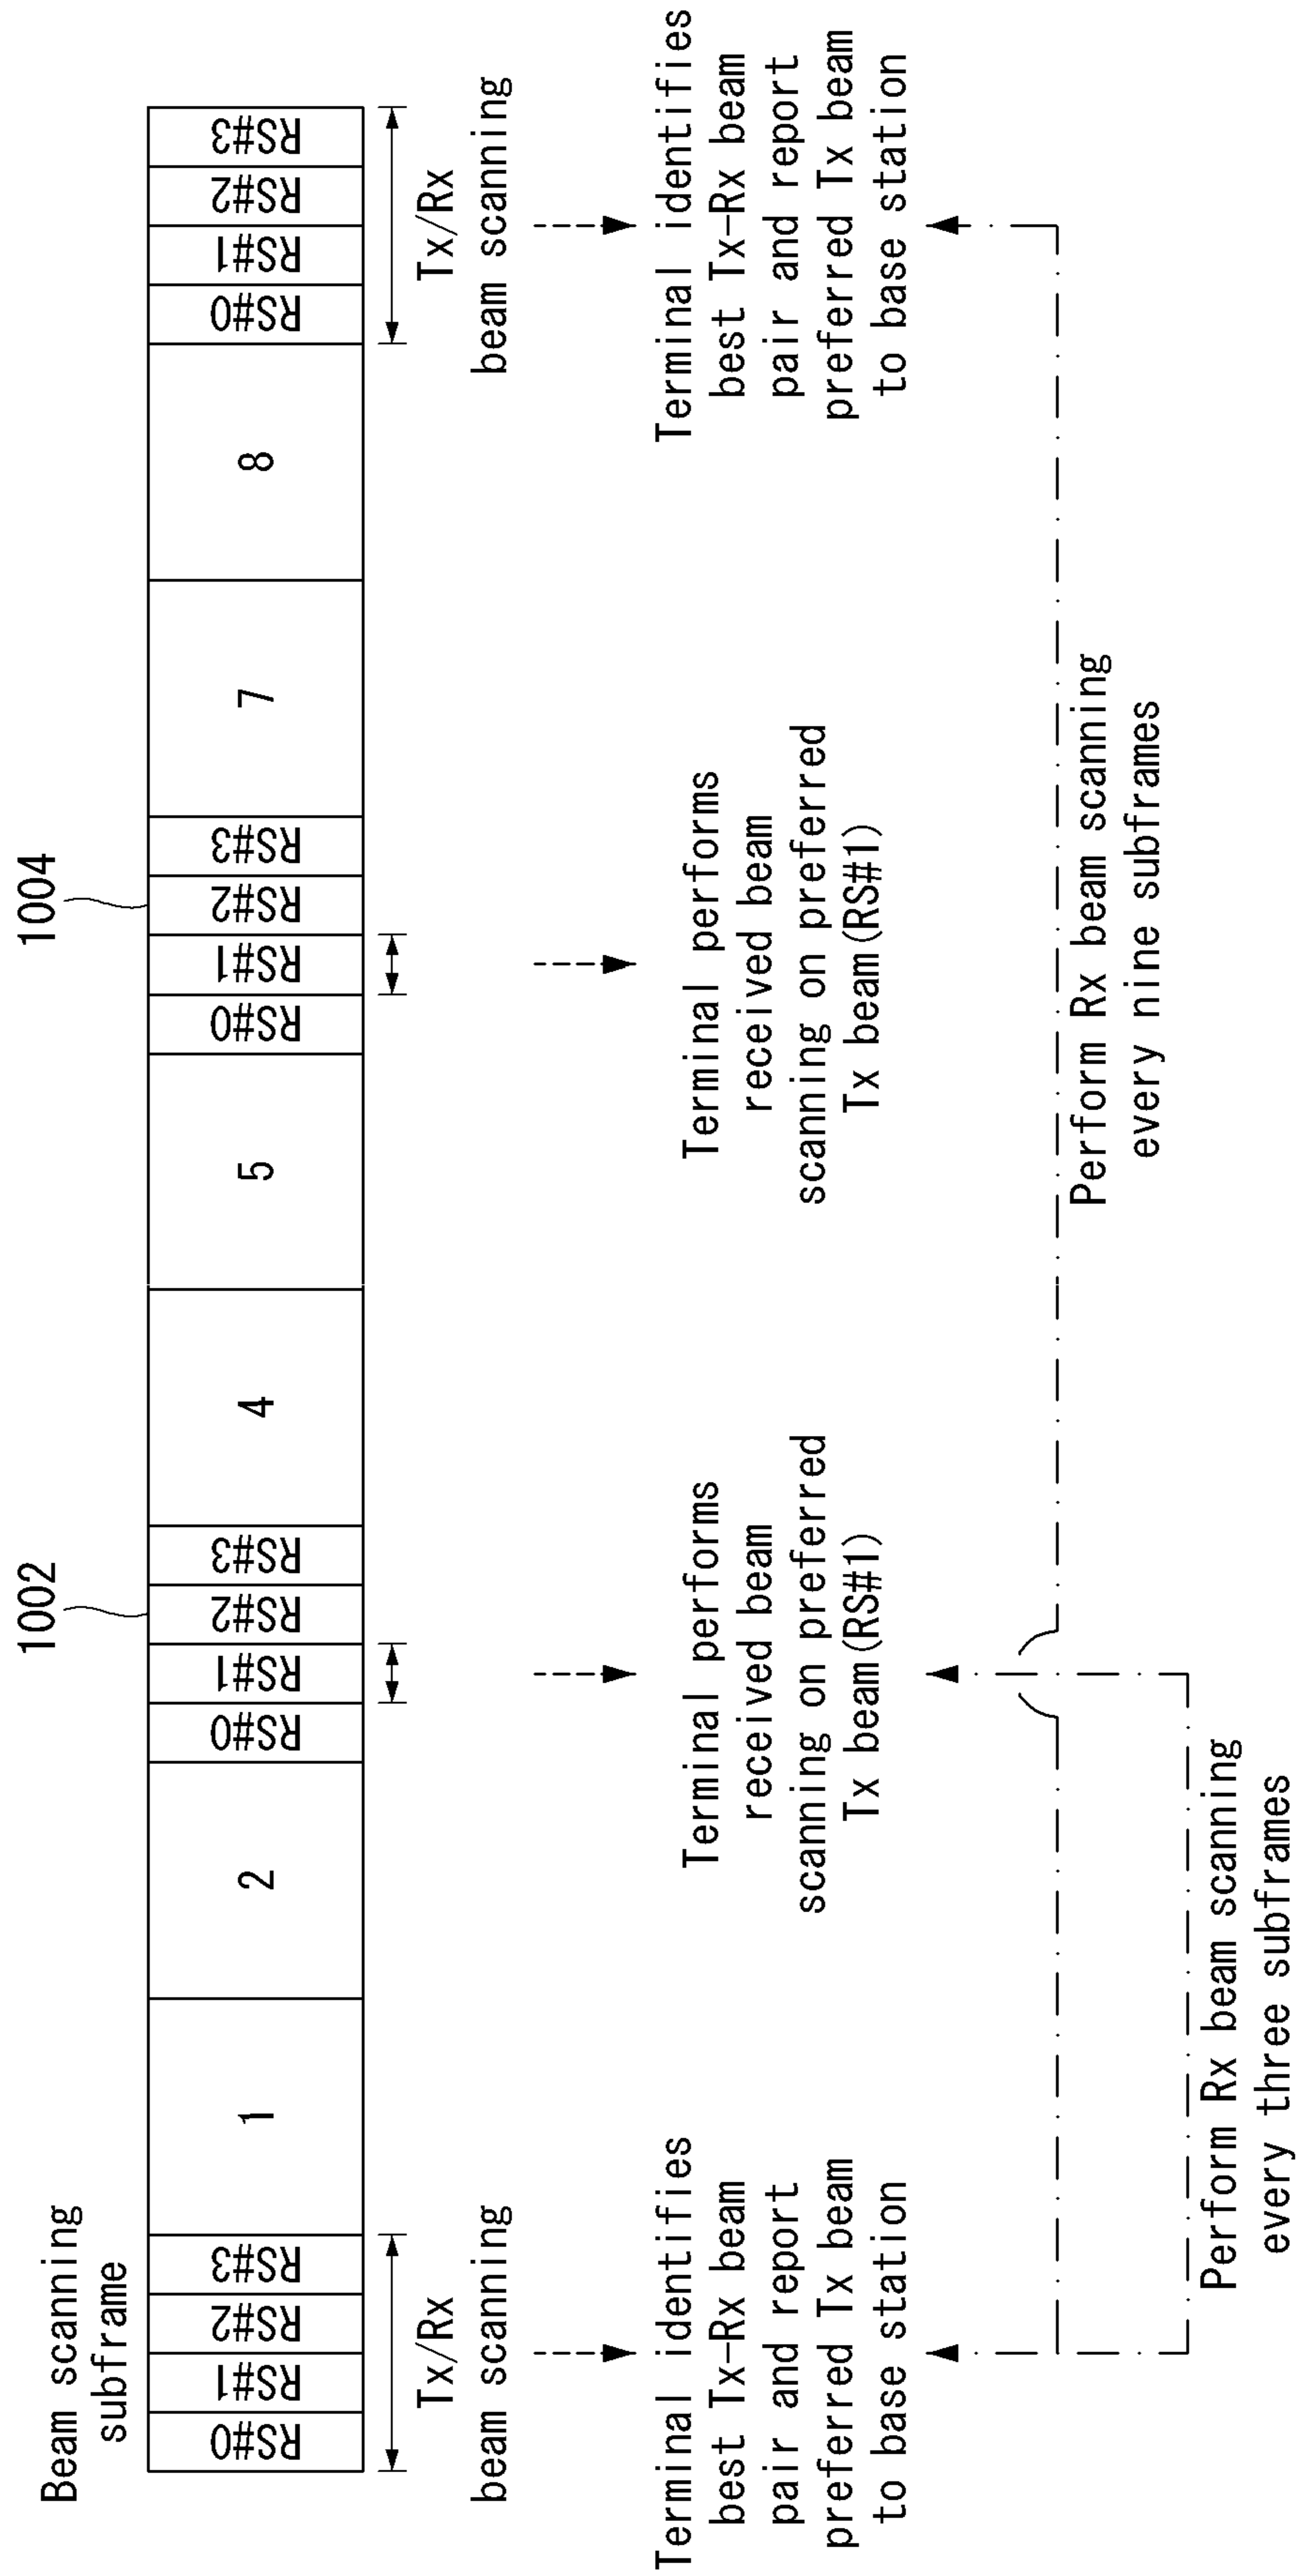 Beam scanning
subframe
1002
1004
RS#0
RS#1
RS#2
RS#3
1
2
RS#0
RS#1
RS#2
RS#3
4
5
RS#0
RS#1
RS#2
RS#3
7
8
RS#0
RS#1
RS#2
RS#3
Tx/Rx
beam scanning
Tx/Rx
beam scanning
Terminal identifies
best Tx-Rx beam
pair and report
preferred Tx beam
to base station
Terminal performs
received beam
scanning on preferred
Tx beam(RS#1)
Terminal performs
received beam
scanning on preferred
Tx beam(RS#1)
Terminal identifies
best Tx-Rx beam
pair and report
preferred Tx beam
to base station
Perform Rx beam scanning
every nine subframes
Perform Rx beam scanning
every three subframes